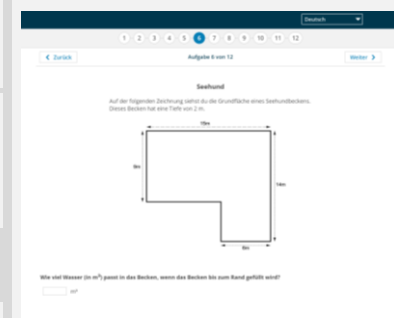 Deutsch
1 2 3 4 5 6 7 8 9 10 11 12
Zurück
Aufgabe 6 von 12
Weiter
Seehund
Auf der folgenden Zeichnung siehst du die Grundfläche eines Seehundbeckens.
Dieses Becken hat eine Tiefe von 2 m.
15m
14m
Wie viel Wasser (in m³) passt in das Becken, wenn das Becken bis zum Rand gefüllt wird?
m³